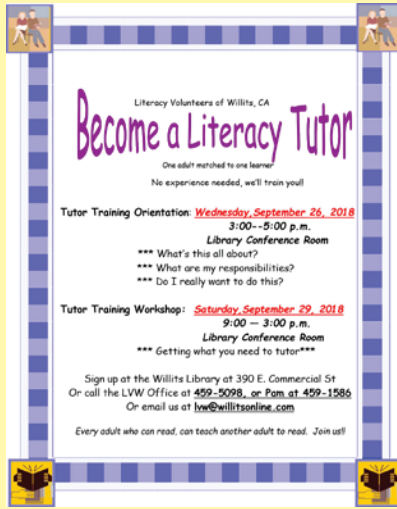 Literacy Volunteers of Willits, CA
Become a Literacy Tutor
One adult matched to one learner
No experience needed, we'll train you!!
Tutor Training Orientation: Wednesday, September 26, 2018
3:00--5:00 p.m.
Library Conference Room
*** What's this all about?
*** What are my responsibilities?
*** Do I really want to do this?
Tutor Training Workshop: Saturday, September 29, 2018
9:00 — 3:00 p.m.
Library Conference Room
*** Getting what you need to tutor***
Sign up at the Willits Library at 390 E. Commercial St
Or call the LVW Office at 459-5098, or Pam at 459-1586
Or email us at lvw@willitsonline.com
Every adult who can read, can teach another adult to read. Join us!!